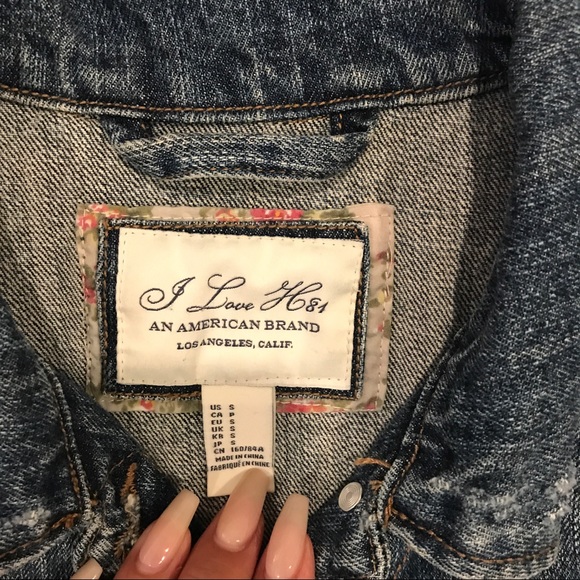 I Love H81
AN AMERICAN BRAND
LOS ANGELES, CALIF.
US S
CA P
EU S
UK S
KR S
JP S
CN 160/84A
MADE IN CHINA
FABRIQUÉ EN CHINE